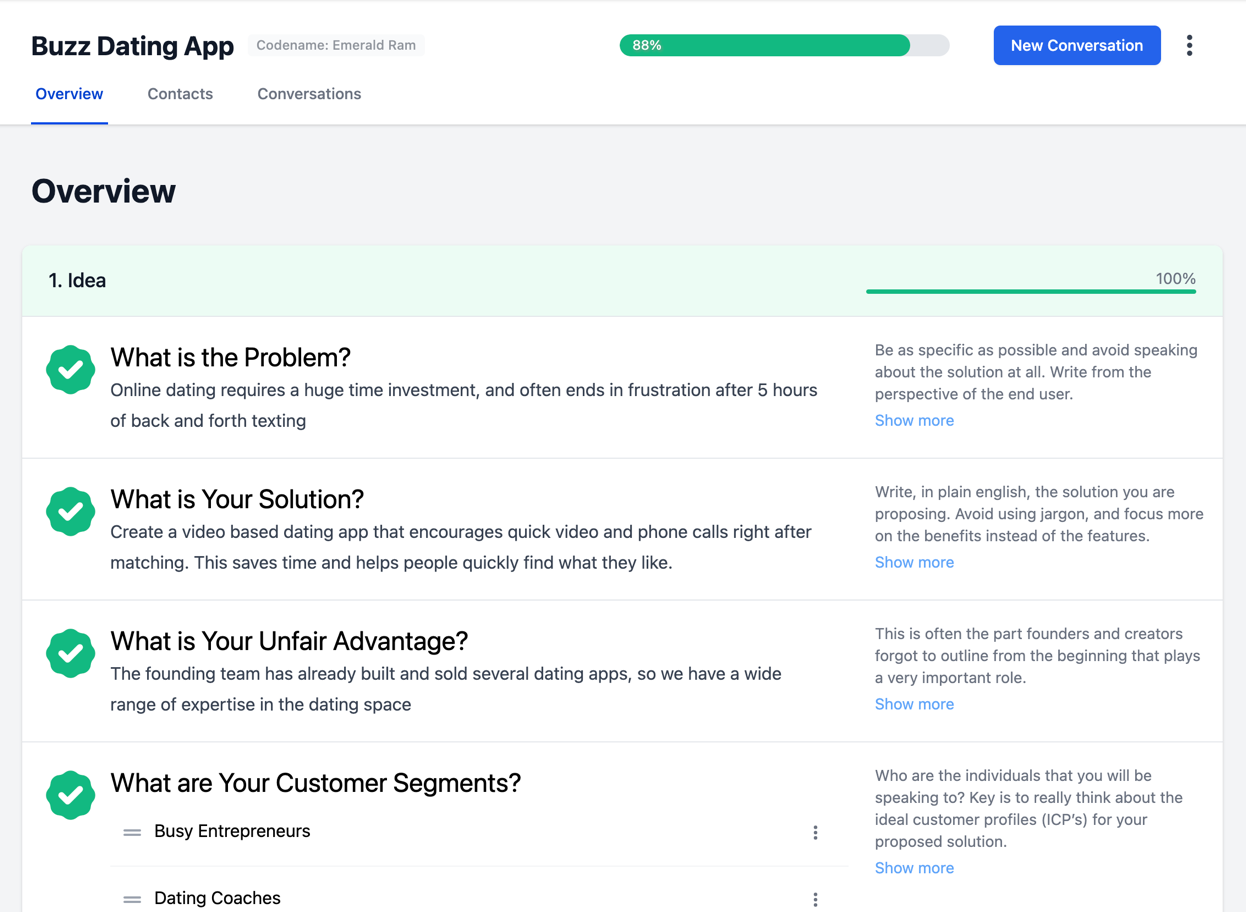 Buzz Dating App
Codename: Emerald Ram
88%
New Conversation
Overview
Contacts
Conversations
Overview
1. Idea
100%
What is the Problem?
Online dating requires a huge time investment, and often ends in frustration after 5 hours
of back and forth texting
Be as specific as possible and avoid speaking
about the solution at all. Write from the
perspective of the end user.
Show more
What is Your Solution?
Create a video based dating app that encourages quick video and phone calls right after
matching. This saves time and helps people quickly find what they like.
Write, in plain english, the solution you are
proposing. Avoid using jargon, and focus more
on the benefits instead of the features.
Show more
What is Your Unfair Advantage?
The founding team has already built and sold several dating apps, so we have a wide
range of expertise in the dating space
This is often the part founders and creators
forgot to outline from the beginning that plays
a very important role.
Show more
What are Your Customer Segments?
Busy Entrepreneurs
Dating Coaches
Who are the individuals that you will be
speaking to? Key is to really think about the
ideal customer profiles (ICP's) for your
proposed solution.
Show more